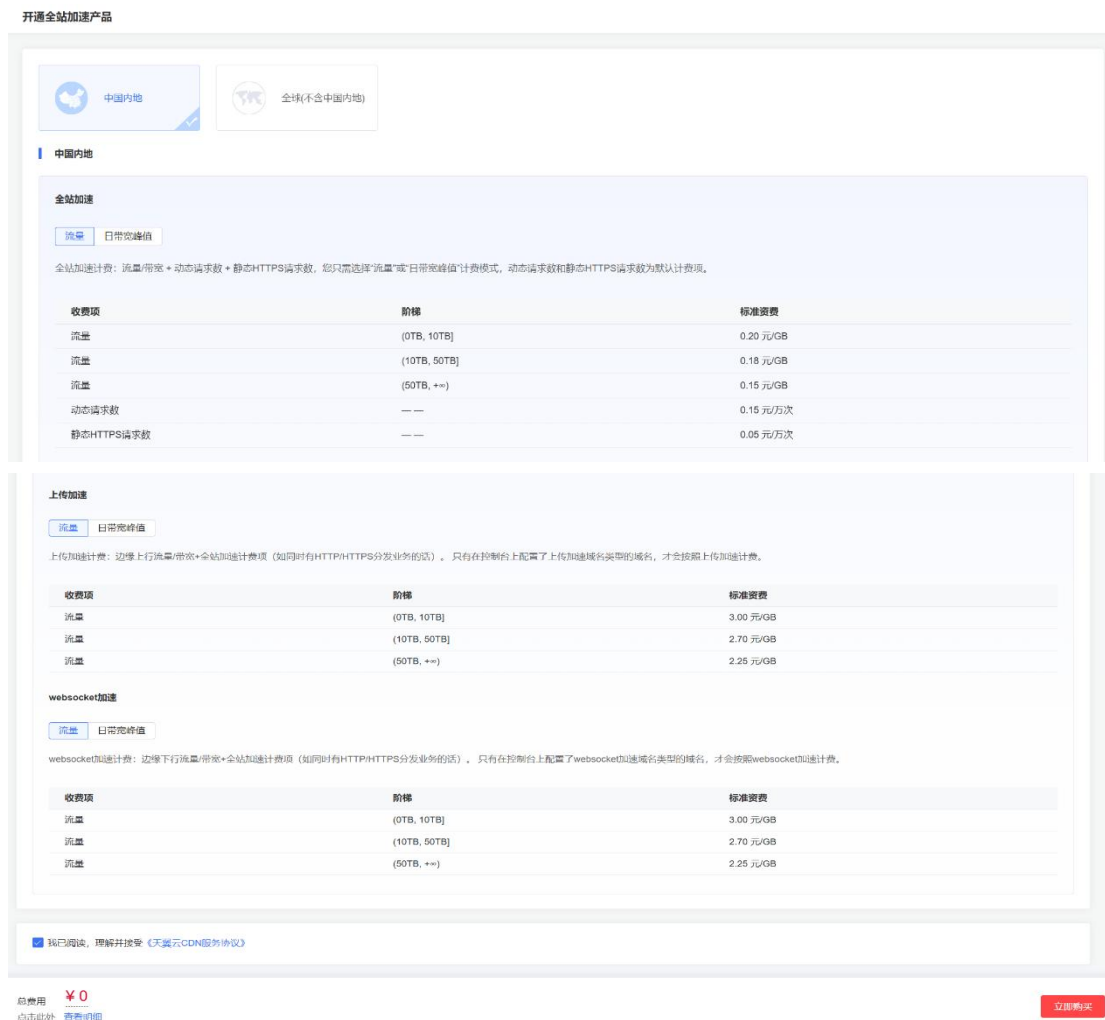 开通全站加速产品
中国内地
全球(不含中国内地)
中国内地
全站加速
流量 日带宽峰值
全站加速计费：流量/带宽 + 动态请求数 + 静态HTTPS请求数，您只需选择“流量”或“日带宽峰值”计费模式，动态请求数和静态HTTPS请求数为默认计费项。
收费项 阶梯 标准资费
流量 (0TB, 10TB] 0.20 元/GB
流量 (10TB, 50TB] 0.18 元/GB
流量 (50TB, +∞) 0.15 元/GB
动态请求数 — — 0.15 元/万次
静态HTTPS请求数 — — 0.05 元/万次
上传加速
流量 日带宽峰值
上传加速计费：边缘上行流量/带宽+全站加速计费项（如同时有HTTP/HTTPS分发业务的话）。 只有在控制台上配置了上传加速域名类型的域名，才会按照上传加速计费。
收费项 阶梯 标准资费
流量 (0TB, 10TB] 3.00 元/GB
流量 (10TB, 50TB] 2.70 元/GB
流量 (50TB, +∞) 2.25 元/GB
websocket加速
流量 日带宽峰值
websocket加速计费：边缘下行流量/带宽+全站加速计费项（如同时有HTTP/HTTPS分发业务的话）。 只有在控制台上配置了websocket加速域名类型的域名，才会按照websocket加速计费。
收费项 阶梯 标准资费
流量 (0TB, 10TB] 3.00 元/GB
流量 (10TB, 50TB] 2.70 元/GB
流量 (50TB, +∞) 2.25 元/GB
我已阅读，理解并接受《天翼云CDN服务协议》
总费用 ¥ 0
点击此处 查看明细
立即购买